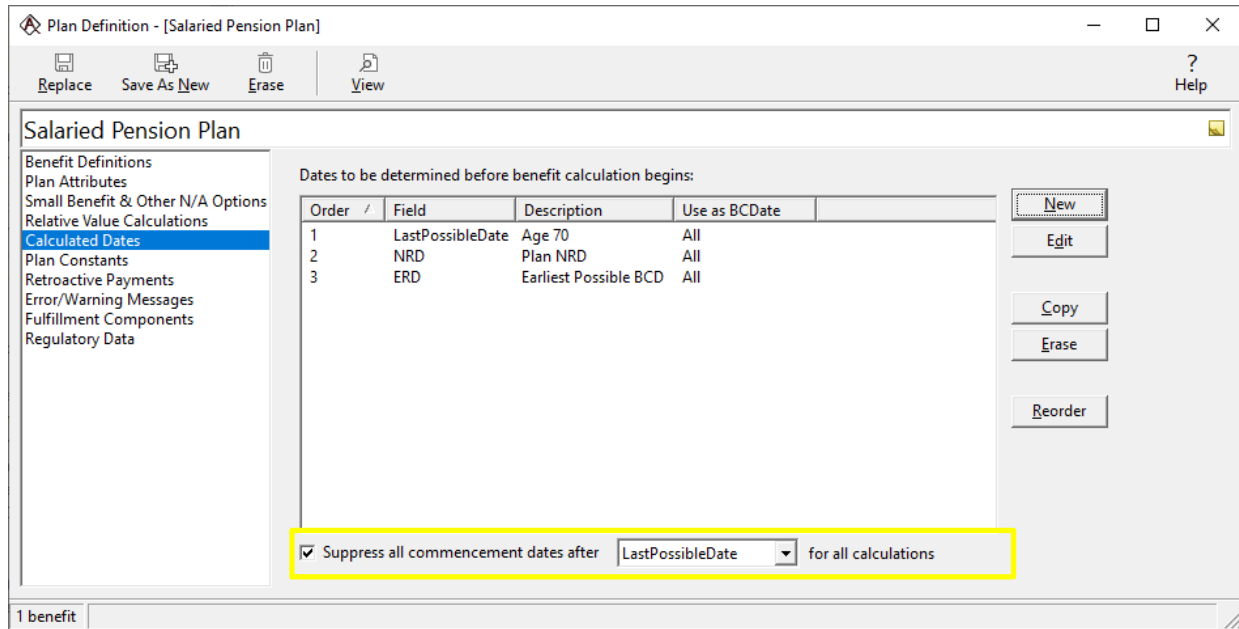 Plan Definition - [Salaried Pension Plan]
Replace Save As New Erase View Help
?
Salaried Pension Plan
Benefit Definitions
Plan Attributes
Small Benefit & Other N/A Options
Relative Value Calculations
Calculated Dates
Plan Constants
Retroactive Payments
Error/Warning Messages
Fulfillment Components
Regulatory Data
Dates to be determined before benefit calculation begins:
Order Field Description Use as BCDate
1 LastPossibleDate Age 70 All
2 NRD Plan NRD All
3 ERD Earliest Possible BCD All
New
Edit
Copy
Erase
Reorder
Suppress all commencement dates after LastPossibleDate for all calculations
1 benefit